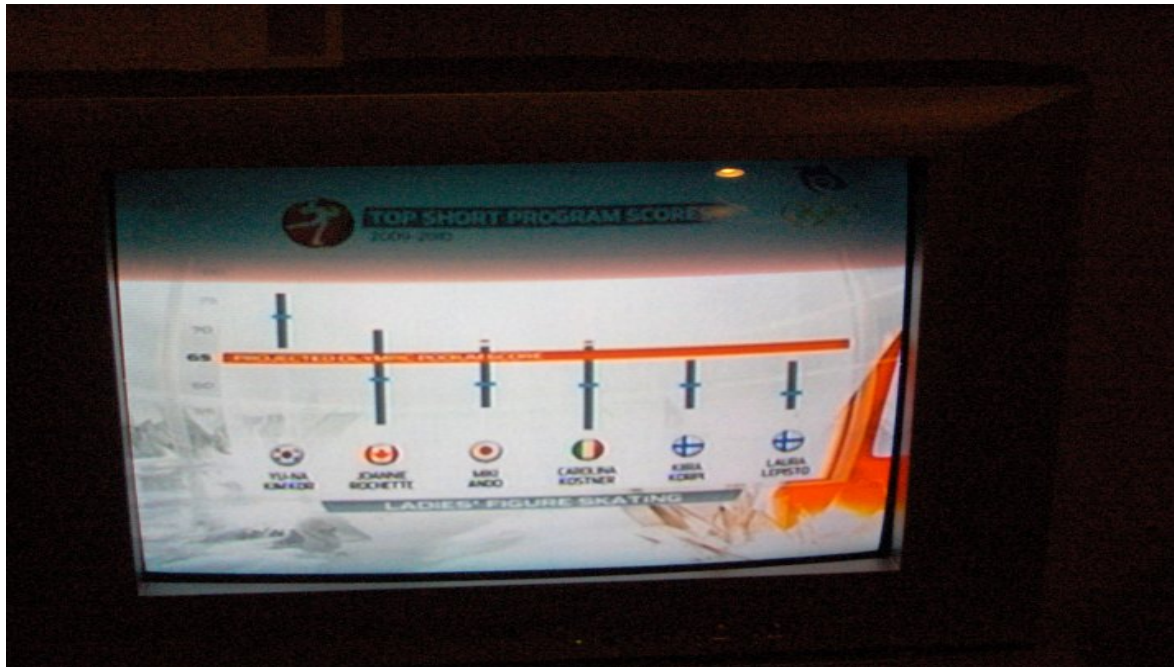 TOP SHORT PROGRAM SCORES
2009-2010
75
70
65 PROJECTED OLYMPIC PODIUM SCORE
60
YU-NA
KIM KOR
JOANNIE
ROCHETTE
MIKI
ANDO
CAROLINA
KOSTNER
KIIRA
KORPI
LAURA
LEPISTO
LADIES' FIGURE SKATING